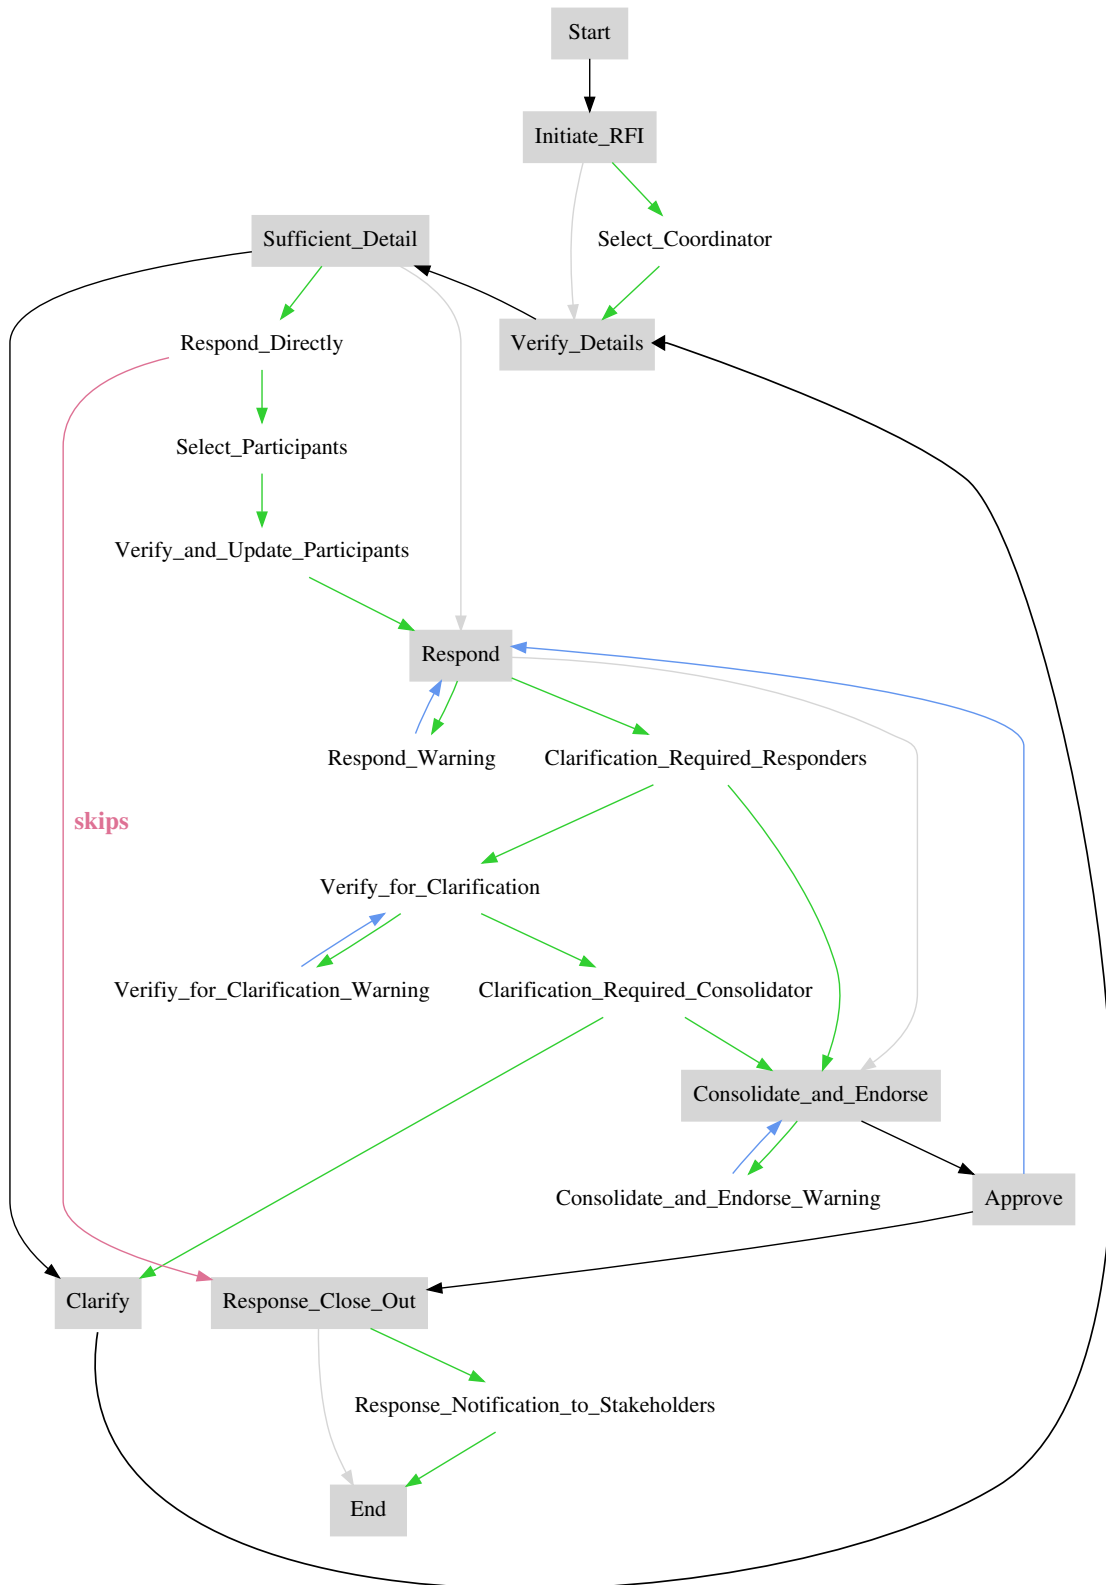 Start
Initiate_RFI
Sufficient_Detail
Select_Coordinator
Respond_Directly
Verify_Details
Select_Participants
Verify_and_Update_Participants
Respond
Respond_Warning
Clarification_Required_Responders
skips
Verify_for_Clarification
Verifiy_for_Clarification_Warning
Clarification_Required_Consolidator
Consolidate_and_Endorse
Consolidate_and_Endorse_Warning
Approve
Clarify
Response_Close_Out
Response_Notification_to_Stakeholders
End